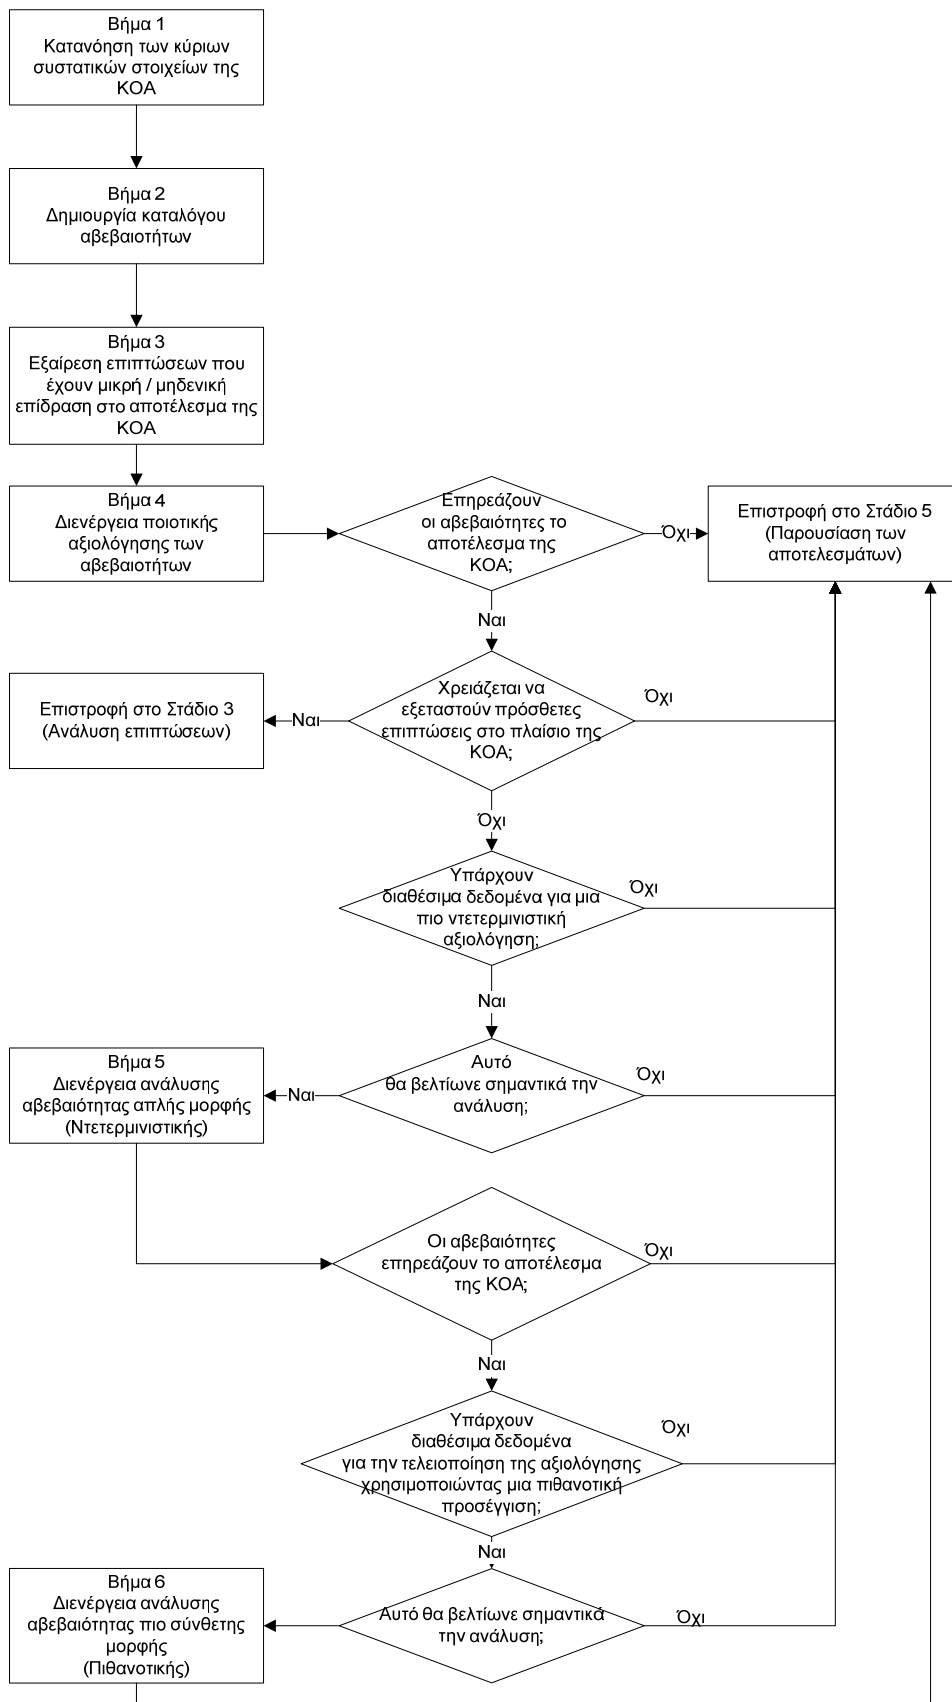 Βήμα 1
Κατανόηση των κύριων
συστατικών στοιχείων της
ΚΟΑ
Βήμα 2
Δημιουργία καταλόγου
αβεβαιοτήτων
Βήμα 3
Εξαίρεση επιπτώσεων που
έχουν μικρή / μηδενική
επίδραση στο αποτέλεσμα της
ΚΟΑ
Βήμα 4
Διενέργεια ποιοτικής
αξιολόγησης των
αβεβαιοτήτων
Επηρεάζουν
οι αβεβαιότητες το
αποτέλεσμα της
ΚΟΑ;
Όχι
Επιστροφή στο Στάδιο 5
(Παρουσίαση των
αποτελεσμάτων)
Ναι
Χρειάζεται να
εξεταστούν πρόσθετες
επιπτώσεις στο πλαίσιο της
ΚΟΑ;
Όχι
Ναι
Επιστροφή στο Στάδιο 3
(Ανάλυση επιπτώσεων)
Όχι
Υπάρχουν
διαθέσιμα δεδομένα για μια
πιο ντετερμινιστική
αξιολόγηση;
Όχι
Ναι
Αυτό
θα βελτίωνε σημαντικά την
ανάλυση;
Όχι
Ναι
Βήμα 5
Διενέργεια ανάλυσης
αβεβαιότητας απλής μορφής
(Ντετερμινιστικής)
Οι αβεβαιότητες
επηρεάζουν το αποτέλεσμα
της ΚΟΑ;
Όχι
Ναι
Υπάρχουν
διαθέσιμα δεδομένα
για την τελειοποίηση της αξιολόγησης
χρησιμοποιώντας μια πιθανοτική
προσέγγιση;
Όχι
Ναι
Αυτό θα βελτίωνε σημαντικά
την ανάλυση;
Όχι
Βήμα 6
Διενέργεια ανάλυσης
αβεβαιότητας πιο σύνθετης
μορφής
(Πιθανοτικής)